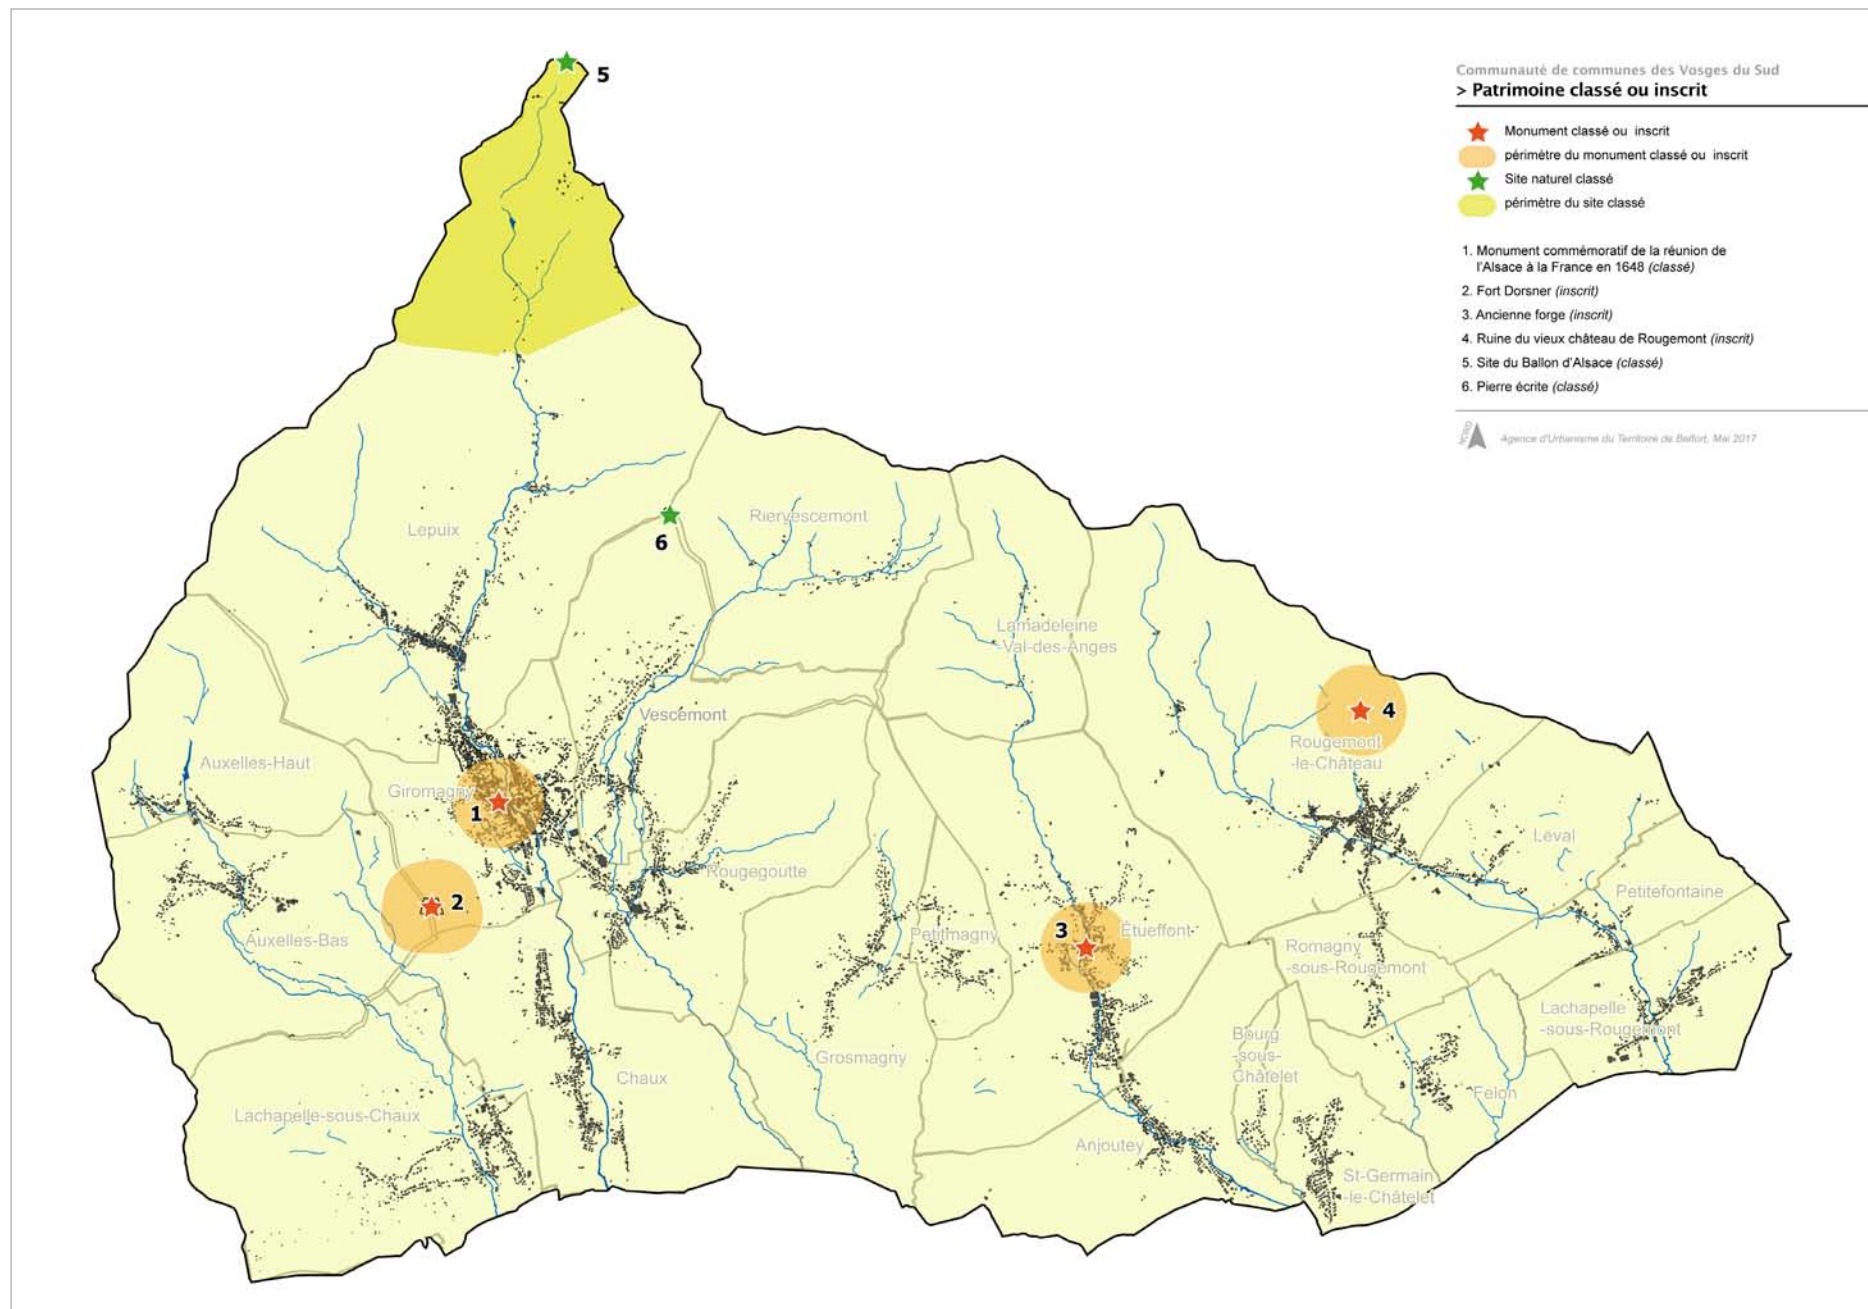 Communauté de communes des Vosges du Sud
> Patrimoine classé ou inscrit
Monument classé ou inscrit
périmètre du monument classé ou inscrit
Site naturel classé
périmètre du site classé
1. Monument commémoratif de la réunion de
l'Alsace à la France en 1648 (classé)
2. Fort Dorsner (inscrit)
3. Ancienne forge (inscrit)
4. Ruine du vieux château de Rougemont (inscrit)
5. Site du Ballon d'Alsace (classé)
6. Pierre écrite (classé)
NORD
Agence d'Urbanisme du Territoire de Belfort, Mai 2017
5
Lepuix
6
Riervescemont
Lamadeleine
-Val-des-Anges
4
Vescemont
Rougemont
-le-Château
Auxelles-Haut
Giromagny
1
Leval
Rougegoutte
Petitefontaine
2
3
Étueffont
Petitmagny
Auxelles-Bas
Romagny
-sous-Rougemont
Lachapelle
-sous-Rougemont
Bourg
-sous-
Châtelet
Grosmagny
Chaux
Felon
Lachapelle-sous-Chaux
Anjoutey
St-Germain
-le-Châtelet